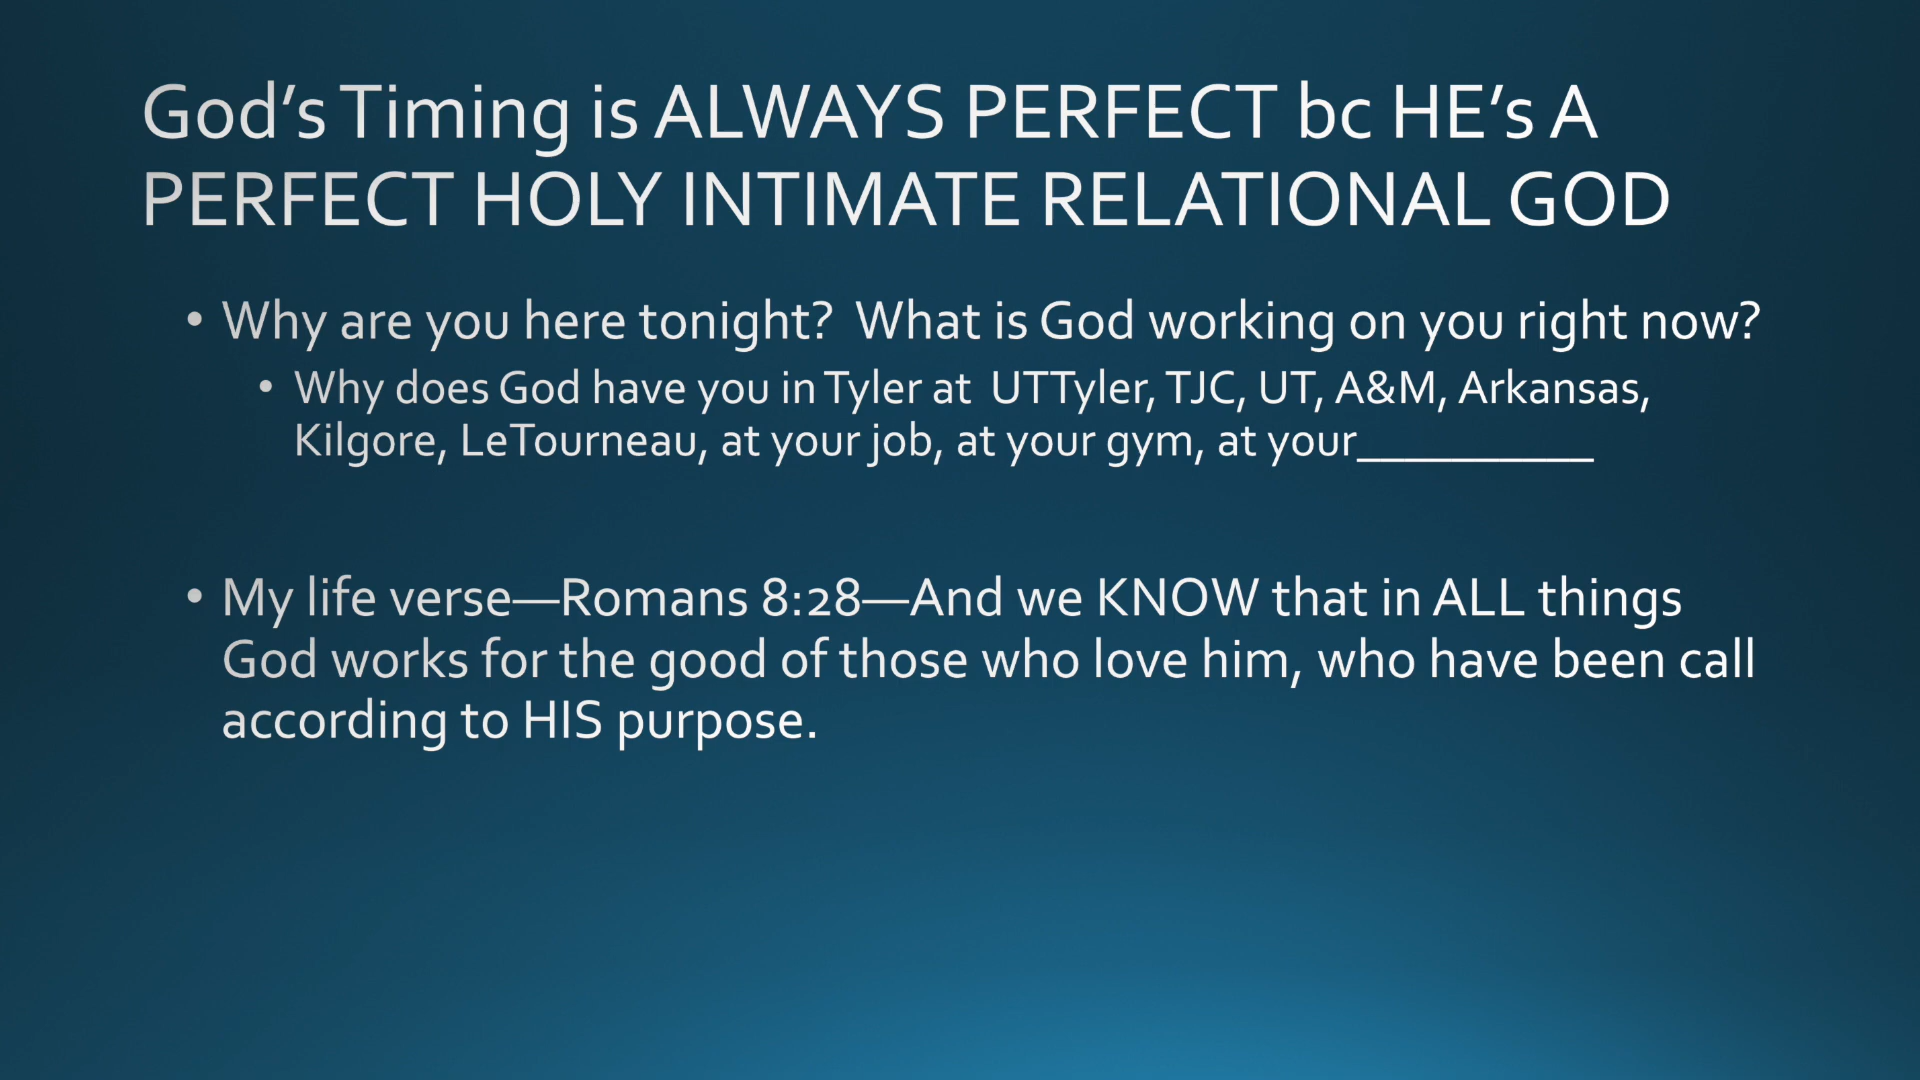 God’s Timing is ALWAYS PERFECT bc HE’s A
PERFECT HOLY INTIMATE RELATIONAL GOD
• Why are you here tonight?  What is God working on you right now?
• Why does God have you in Tyler at  UTTyler, TJC, UT, A&M, Arkansas,
Kilgore, LeTourneau, at your job, at your gym, at your__________
• My life verse—Romans 8:28—And we KNOW that in ALL things
God works for the good of those who love him, who have been call
according to HIS purpose.